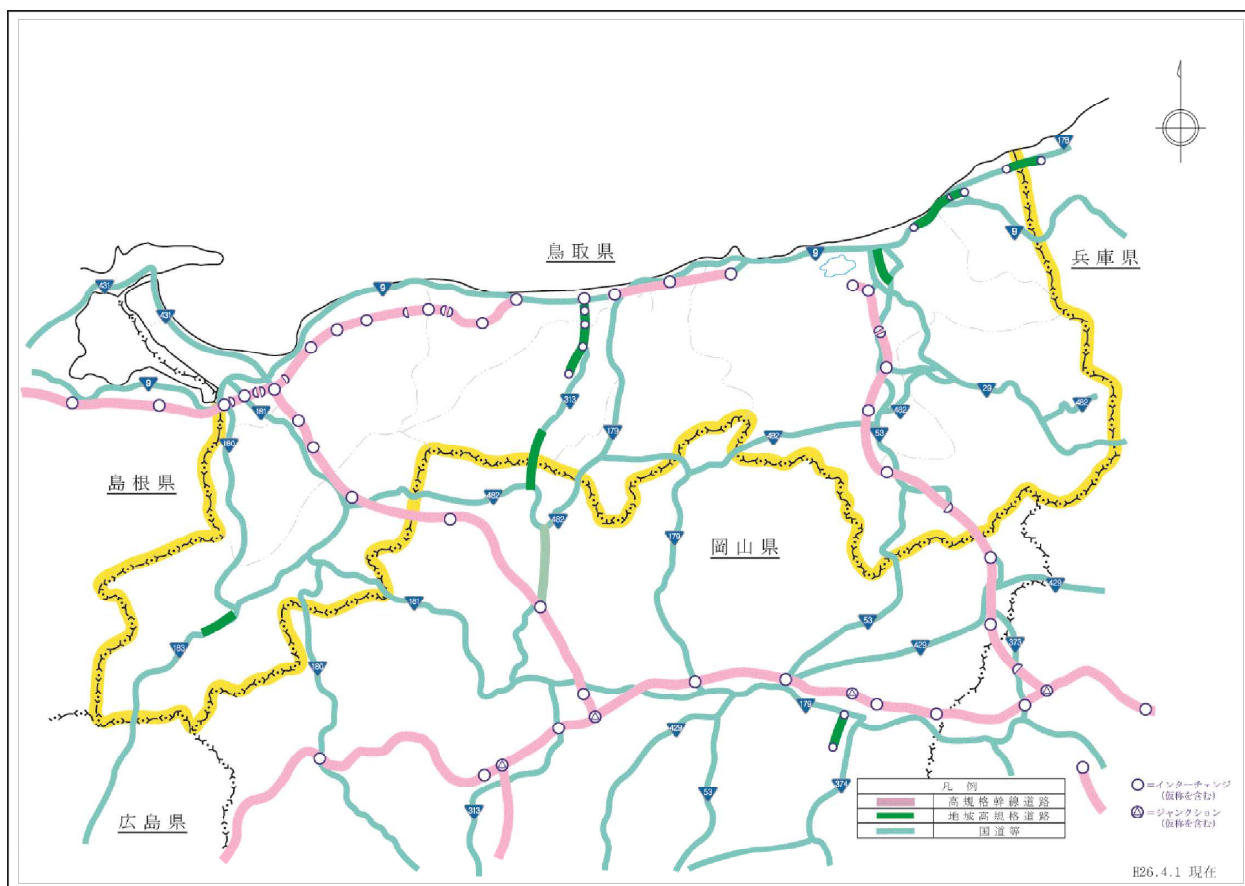 178
9
鳥取県
9
兵庫県
431
9
431
9
181
29
482
482
313
53
180
179
482
島根県
482
482
岡山県
179
429
181
53
429
373
183
180
179
429
374
53
313
広島県
凡 例
高規格幹線道路
地域高規格道路
国道等
=インターチェンジ
(仮称を含む)
=ジャンクション
(仮称を含む)
H26.4.1 現在